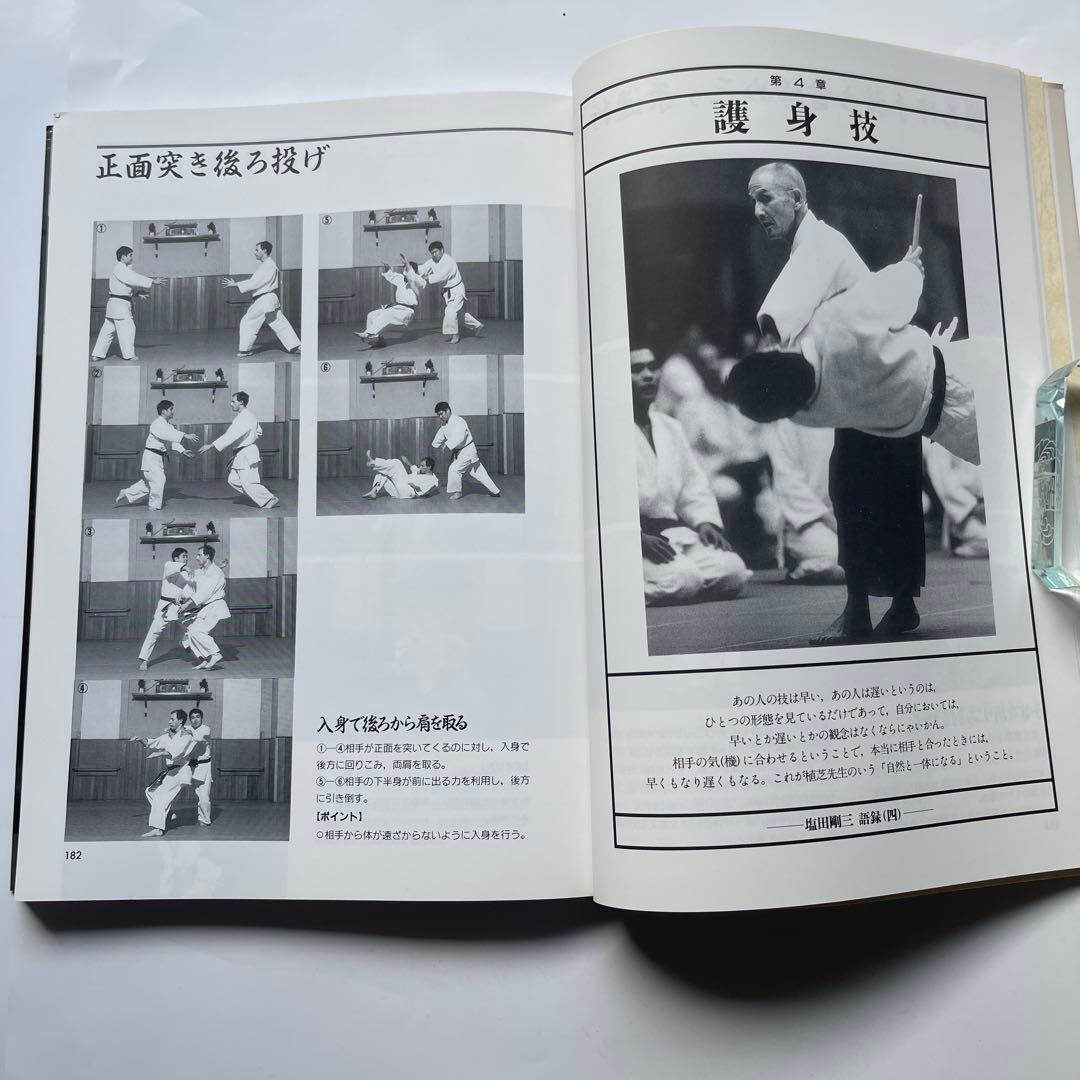 正面突き後ろ投げ
①
②
③
④
⑤
⑥
入身で後ろから肩を取る
①―④相手が正面を突いてくるのに対し，入身で
後方に回りこみ，両肩を取る。
⑤―⑥相手の下半身が前に出る力を利用し，後方
に引き倒す。
【ポイント】
○相手から体が遠ざからないように入身を行う。
182
第4章
護身技
あの人の技は早い，あの人は遅いというのは，
ひとつの形態を見ているだけであって，自分においては，
早いとか遅いとかの観念はなくならにゃいかん。
相手の気(機)に合わせるということで，本当に相手と合ったときには，
早くもなり遅くもなる。これが植芝先生のいう「自然と一体になる」ということ。
塩田剛三 語録(四)